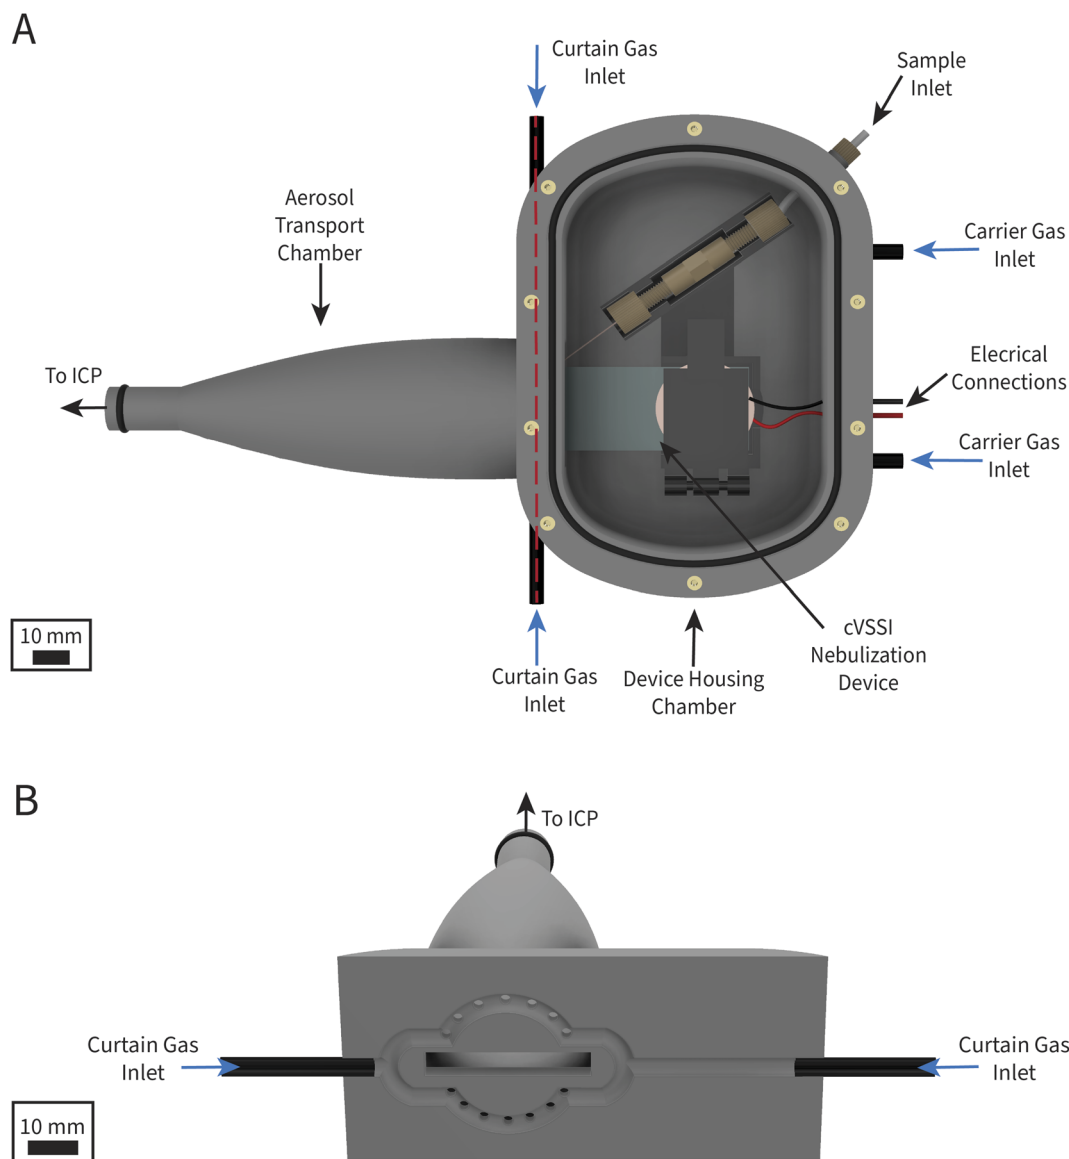 A
Curtain Gas
Inlet
Sample
Inlet
Aerosol
Transport
Chamber
Carrier Gas
Inlet
To ICP
Elecrical
Connections
Carrier Gas
Inlet
10 mm
cVSSI
Nebulization
Device
Curtain Gas
Inlet
Device Housing
Chamber
B
To ICP
Curtain Gas
Inlet
Curtain Gas
Inlet
10 mm